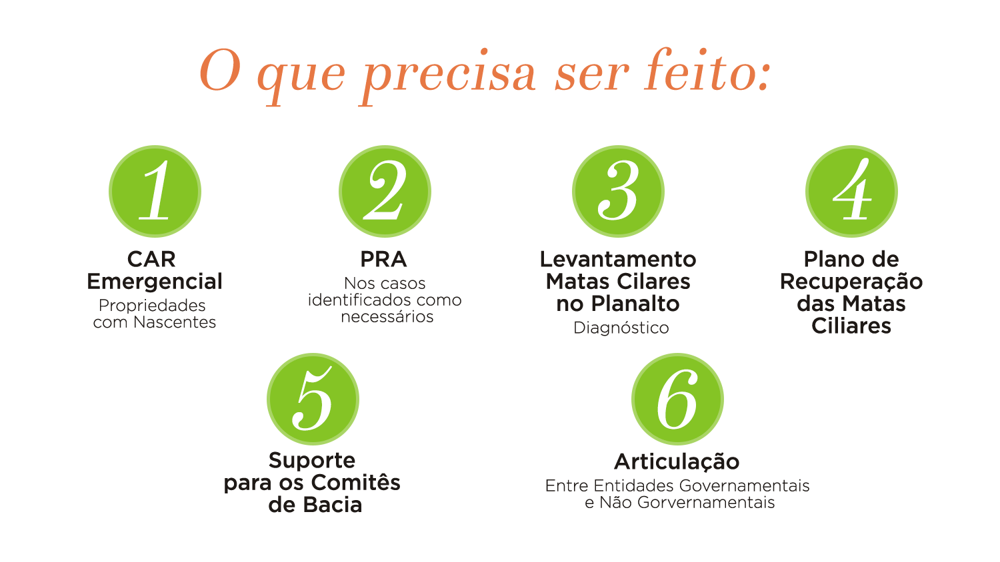 O que precisa ser feito:
1
CAR
Emergencial
Propriedades
com Nascentes
2
PRA
Nos casos
identificados como
necessários
3
Levantamento
Matas Cilares
no Planalto
Diagnóstico
4
Plano de
Recuperação
das Matas
Ciliares
5
Suporte
para os Comitês
de Bacia
6
Articulação
Entre Entidades Governamentais
e Não Gorvernamentais